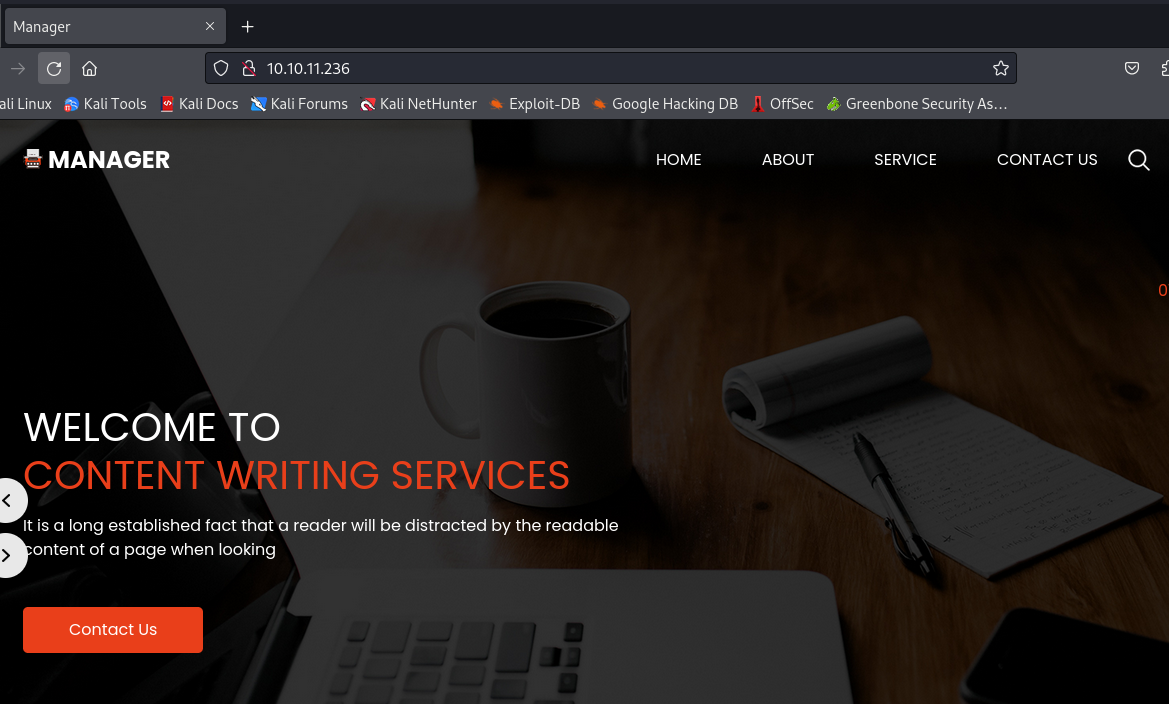 Manager
10.10.11.236
ali Linux Kali Tools Kali Docs Kali Forums Kali NetHunter Exploit-DB Google Hacking DB OffSec Greenbone Security As…
MANAGER HOME ABOUT SERVICE CONTACT US
0
WELCOME TO
CONTENT WRITING SERVICES
It is a long established fact that a reader will be distracted by the readable
content of a page when looking
Contact Us